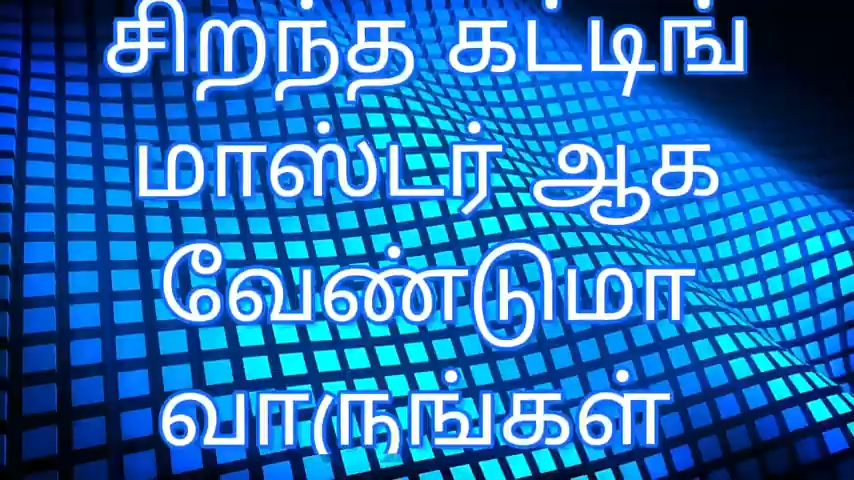 சிறந்த கட்டிங்
மாஸ்டர் ஆக
வேண்டுமா
வாருங்கள்